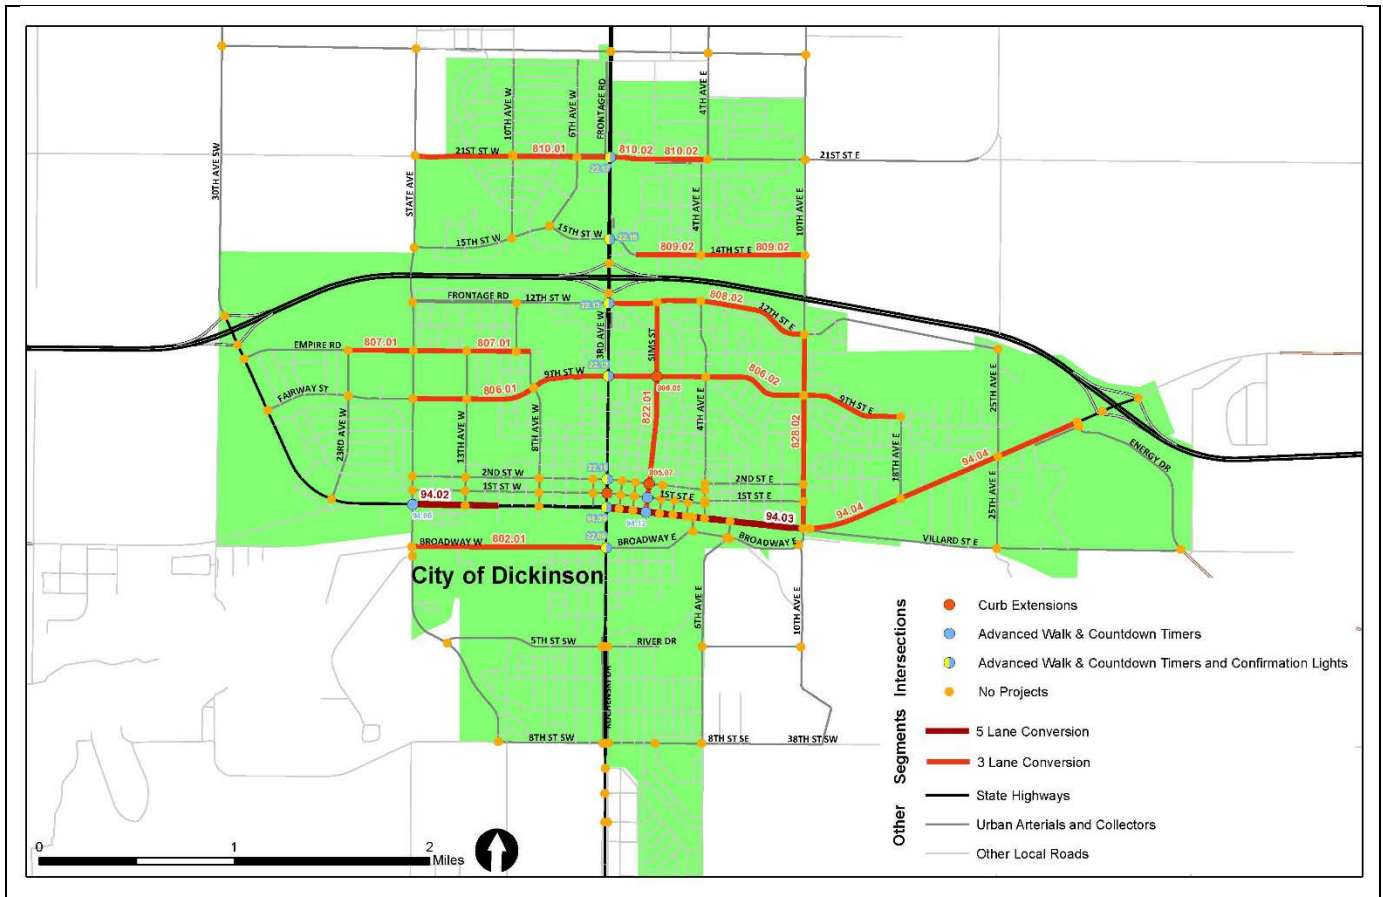 10TH AVE W
6TH AVE W
FRONTAGE RD
4TH AVE E
30TH AVE SW
STATE AVE
21ST ST W
810.01
810.02
810.02
21ST ST E
4TH AVE E
10TH AVE E
15TH ST W
15TH ST W
809.02
14TH ST E
809.02
FRONTAGE RD
12TH ST W
808.02
12TH ST E
3RD AVE W
SIMS ST
EMPIRE RD
807.01
807.01
9TH ST W
806.01
806.02
9TH ST E
FAIRWAY ST
23RD AVE W
13TH AVE W
8TH AVE W
822.01
4TH AVE E
828.02
18TH AVE E
25TH AVE E
25TH AVE E
94.04
94.04
ENERGY DR
2ND ST W
2ND ST E
1ST ST W
1ST ST E
1ST ST E
94.02
94.12
94.03
BROADWAY W
802.01
BROADWAY E
BROADWAY E
VILLARD ST E
City of Dickinson
6TH AVE E
10TH AVE E
5TH ST SW
RIVER DR
8TH ST SW
8TH ST SE
38TH ST SW
Intersections
Curb Extensions
Advanced Walk & Countdown Timers
Advanced Walk & Countdown Timers and Confirmation Lights
No Projects
Segments
5 Lane Conversion
3 Lane Conversion
Other
State Highways
Urban Arterials and Collectors
Other Local Roads
0
1
2
Miles